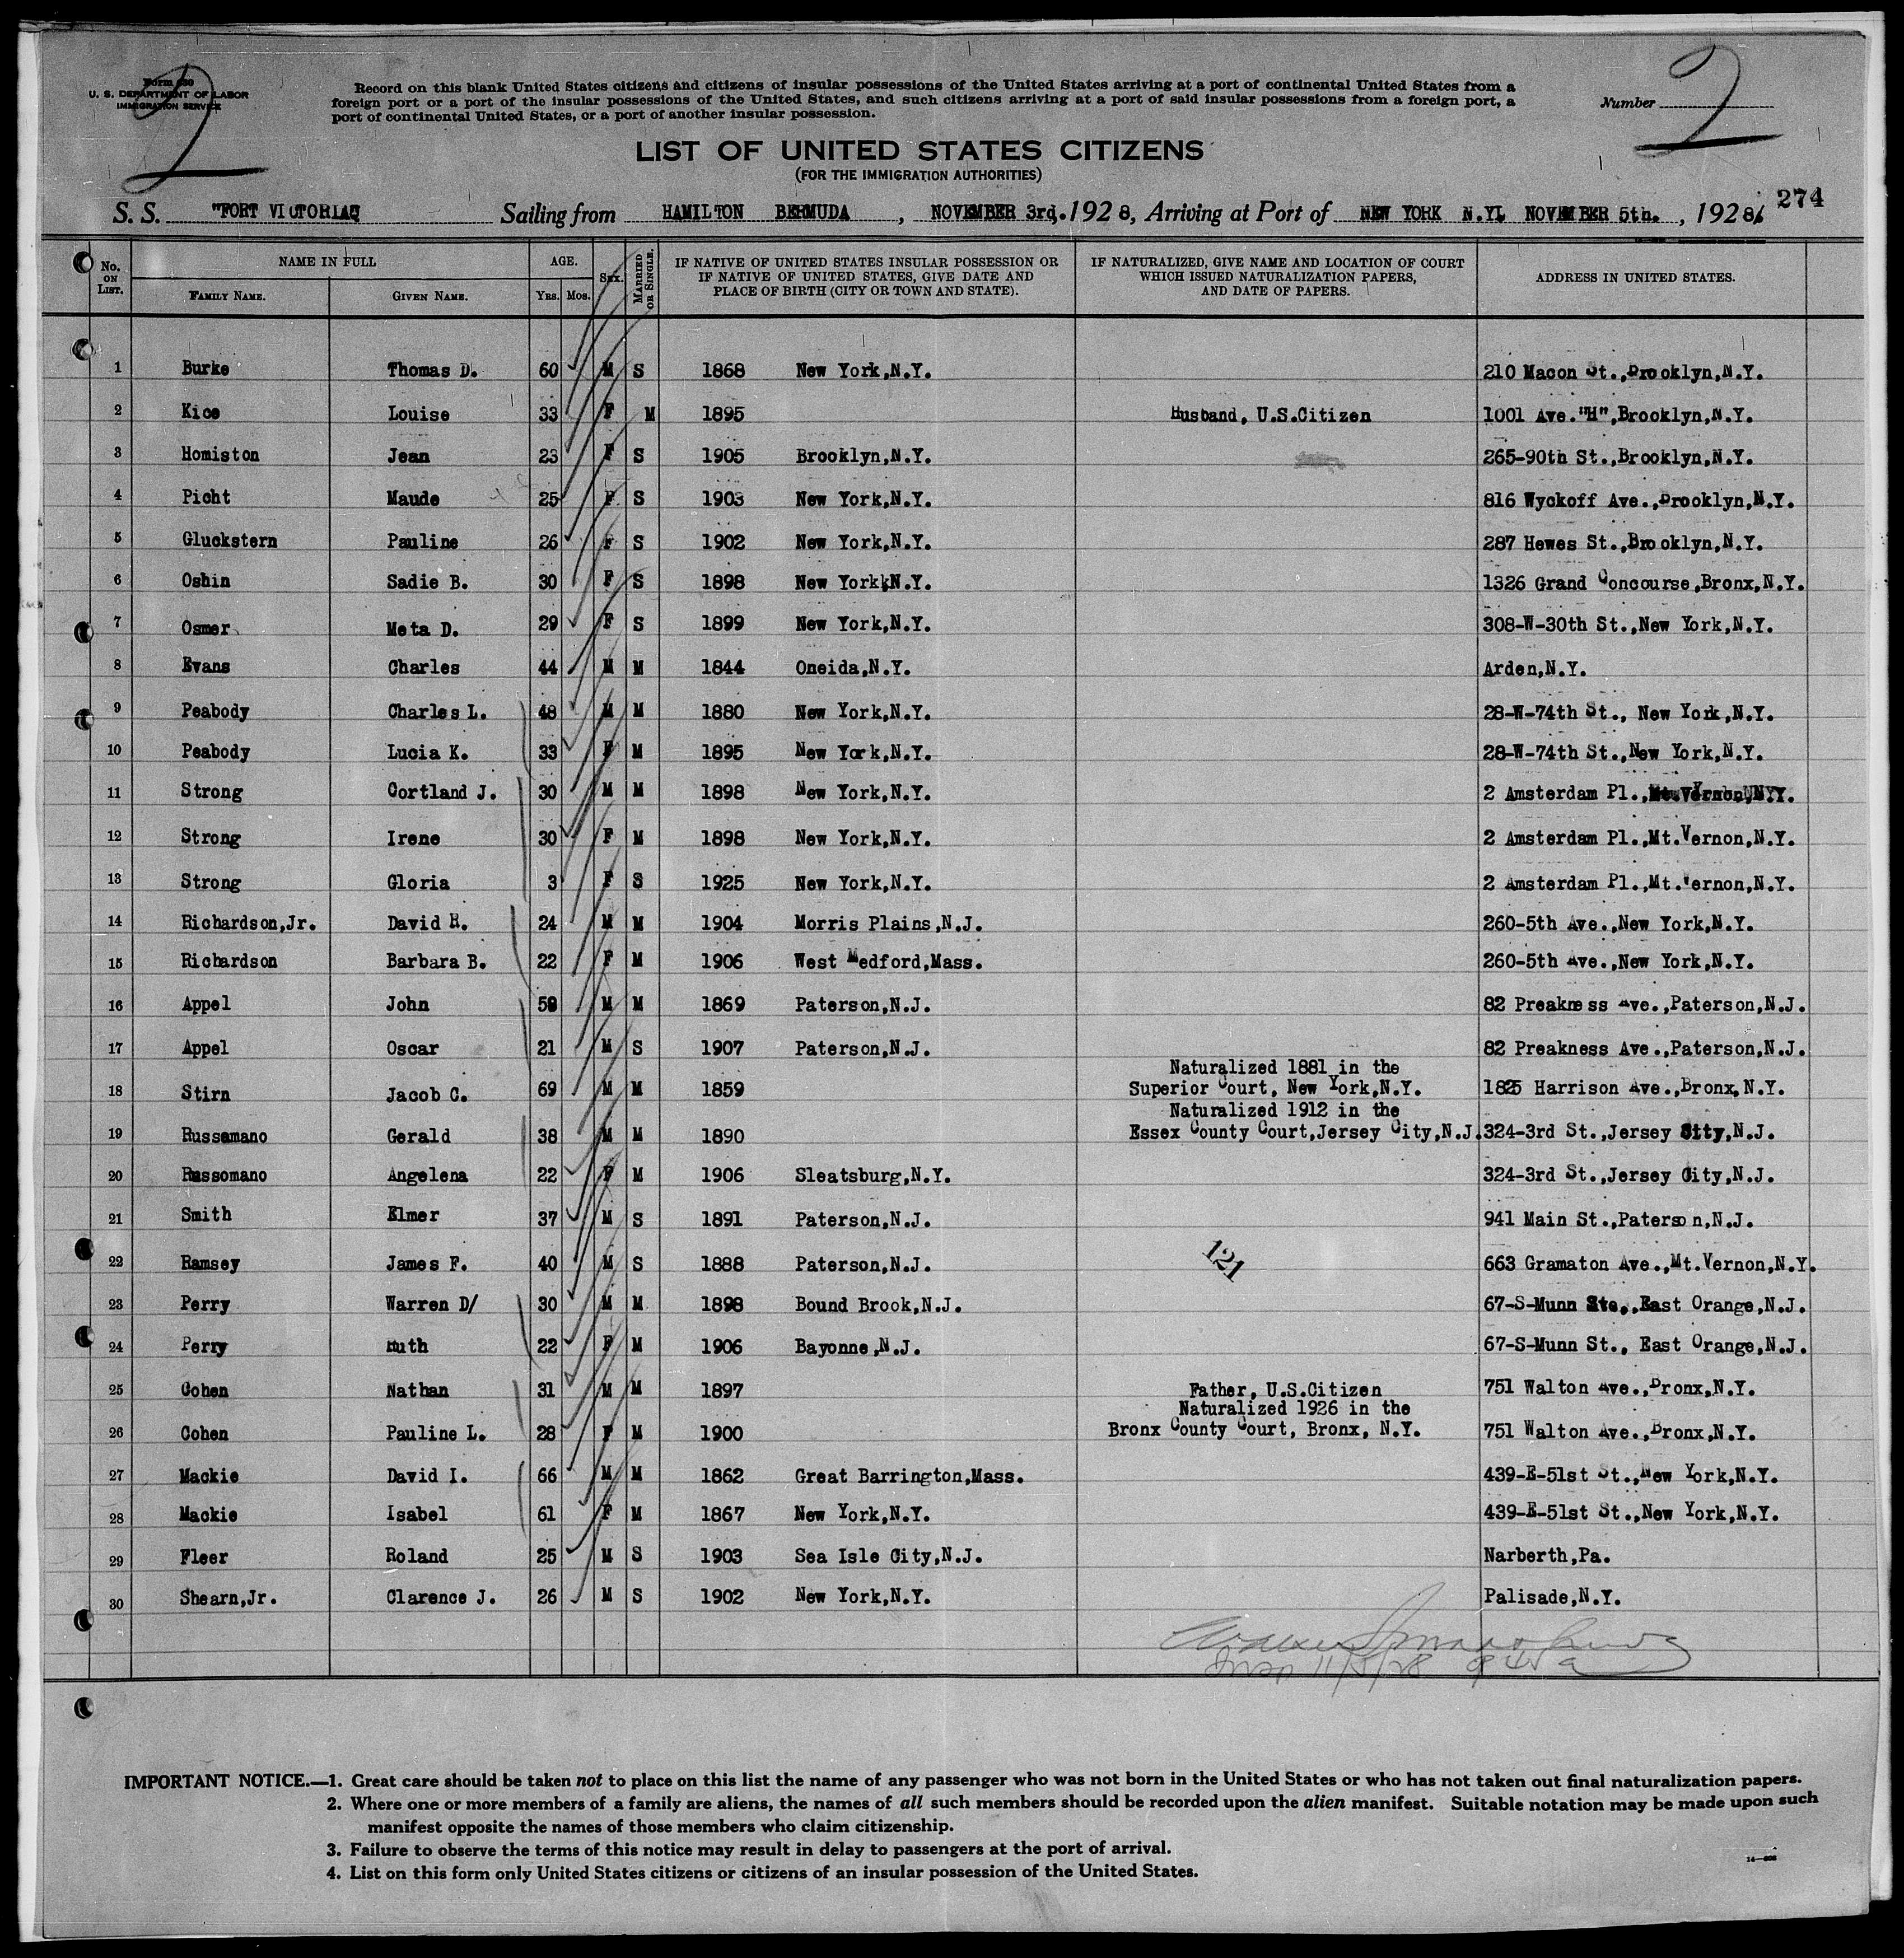 Form 630
U. S. DEPARTMENT OF LABOR
IMMIGRATION SERVICE
2
Record on this blank United States citizens and citizens of insular possessions of the United States arriving at a port of continental United States from a
foreign port or a port of the insular possessions of the United States, and such citizens arriving at a port of said insular possessions from a foreign port, a
port of continental United States, or a port of another insular possession.
Number
2
LIST OF UNITED STATES CITIZENS
(FOR THE IMMIGRATION AUTHORITIES)
274
S. S. "FORT VICTORIA" Sailing from HAMILTON BERMUDA, NOVEMBER 3rd, 1928, Arriving at Port of NEW YORK N.Y. NOVEMBER 5th., 1928
No. ON LIST. NAME IN FULL FAMILY NAME. GIVEN NAME. AGE. YRS. MOS. SEX. MARRIED OR SINGLE. IF NATIVE OF UNITED STATES INSULAR POSSESSION OR IF NATIVE OF UNITED STATES, GIVE DATE AND PLACE OF BIRTH (CITY OR TOWN AND STATE). IF NATURALIZED, GIVE NAME AND LOCATION OF COURT WHICH ISSUED NATURALIZATION PAPERS, AND DATE OF PAPERS. ADDRESS IN UNITED STATES.
1 Burke Thomas D. 60 M S 1868 New York,N.Y. 210 Macon St.,Brooklyn,N.Y.
2 Kice Louise 33 F M 1895 Husband, U.S.Citizen 1001 Ave."H",Brooklyn,N.Y.
3 Homiston Jean 23 F S 1905 Brooklyn,N.Y. 265-90th St.,Brooklyn,N.Y.
4 Picht Maude 25 F S 1903 New York,N.Y. 816 Wyckoff Ave.,Brooklyn,N.Y.
5 Gluckstern Pauline 26 F S 1902 New York,N.Y. 287 Hewes St.,Brooklyn,N.Y.
6 Oshin Sadie B. 30 F S 1898 New York,N.Y. 1326 Grand Concourse,Bronx,N.Y.
7 Osmer Meta D. 29 F S 1899 New York,N.Y. 308-W-30th St.,New York,N.Y.
8 Evans Charles 44 M M 1844 Oneida,N.Y. Arden,N.Y.
9 Peabody Charles L. 48 M M 1880 New York,N.Y. 28-W-74th St., New York,N.Y.
10 Peabody Lucia K. 33 F M 1895 New York,N.Y. 28-W-74th St.,New York,N.Y.
11 Strong Cortland J. 30 M M 1898 New York,N.Y. 2 Amsterdam Pl.,Mt.Vernon,N.Y.
12 Strong Irene 30 F M 1898 New York,N.Y. 2 Amsterdam Pl.,Mt.Vernon,N.Y.
13 Strong Gloria 3 F S 1925 New York,N.Y. 2 Amsterdam Pl.,Mt.Vernon,N.Y.
14 Richardson,Jr. David R. 24 M M 1904 Morris Plains,N.J. 260-5th Ave.,New York,N.Y.
15 Richardson Barbara B. 22 F M 1906 West Medford,Mass. 260-5th Ave.,New York,N.Y.
16 Appel John 59 M M 1869 Paterson,N.J. 82 Preakness Ave.,Paterson,N.J.
17 Appel Oscar 21 M S 1907 Paterson,N.J. 82 Preakness Ave.,Paterson,N.J.
Naturalized 1881 in the
18 Stirn Jacob C. 69 M M 1859 Superior Court, New York,N.Y. 1825 Harrison Ave.,Bronx,N.Y.
Naturalized 1912 in the
19 Russamano Gerald 38 M M 1890 Essex County Court,Jersey City,N.J. 324-3rd St.,Jersey City,N.J.
20 Russomano Angelena 22 F M 1906 Sleatsburg,N.Y. 324-3rd St.,Jersey City,N.J.
21 Smith Elmer 37 M S 1891 Paterson,N.J. 941 Main St.,Paterson,N.J.
22 Ramsey James F. 40 M S 1888 Paterson,N.J. 121 663 Gramaton Ave.,Mt.Vernon,N.Y.
23 Perry Warren D/ 30 M M 1898 Bound Brook,N.J. 67-S-Munn Ste.,East Orange,N.J.
24 Perry Ruth 22 F M 1906 Bayonne,N.J. 67-S-Munn St., East Orange,N.J.
25 Cohen Nathan 31 M M 1897 Father, U.S.Citizen 751 Walton Ave.,Bronx,N.Y.
Naturalized 1926 in the
26 Cohen Pauline L. 28 F M 1900 Bronx County Court, Bronx, N.Y. 751 Walton Ave.,Bronx,N.Y.
27 Mackie David I. 66 M M 1862 Great Barrington,Mass. 439-E-51st St.,New York,N.Y.
28 Mackie Isabel 61 F M 1867 New York,N.Y. 439-E-51st St.,New York,N.Y.
29 Fleer Roland 25 M S 1903 Sea Isle City,N.J. Narberth,Pa.
30 Shearn,Jr. Clarence J. 26 M S 1902 New York,N.Y. Palisade,N.Y.
11/5/28
IMPORTANT NOTICE.—1. Great care should be taken not to place on this list the name of any passenger who was not born in the United States or who has not taken out final naturalization papers.
2. Where one or more members of a family are aliens, the names of all such members should be recorded upon the alien manifest. Suitable notation may be made upon such
manifest opposite the names of those members who claim citizenship.
3. Failure to observe the terms of this notice may result in delay to passengers at the port of arrival.
4. List on this form only United States citizens or citizens of an insular possession of the United States.